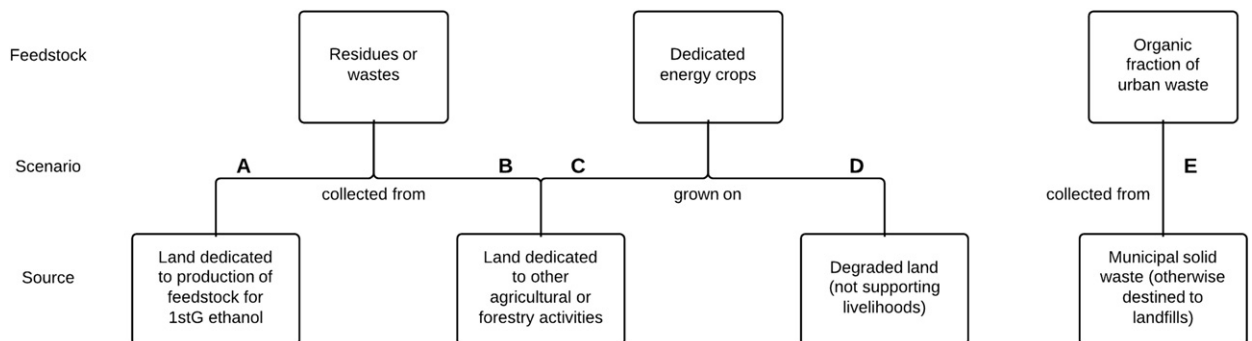 Feedstock
Residues or
wastes
Dedicated
energy crops
Organic
fraction of
urban waste
Scenario
A
B
C
D
E
collected from
grown on
collected from
Source
Land dedicated
to production of
feedstock for
1stG ethanol
Land dedicated
to other
agricultural or
forestry activities
Degraded land
(not supporting
livelihoods)
Municipal solid
waste (otherwise
destined to
landfills)